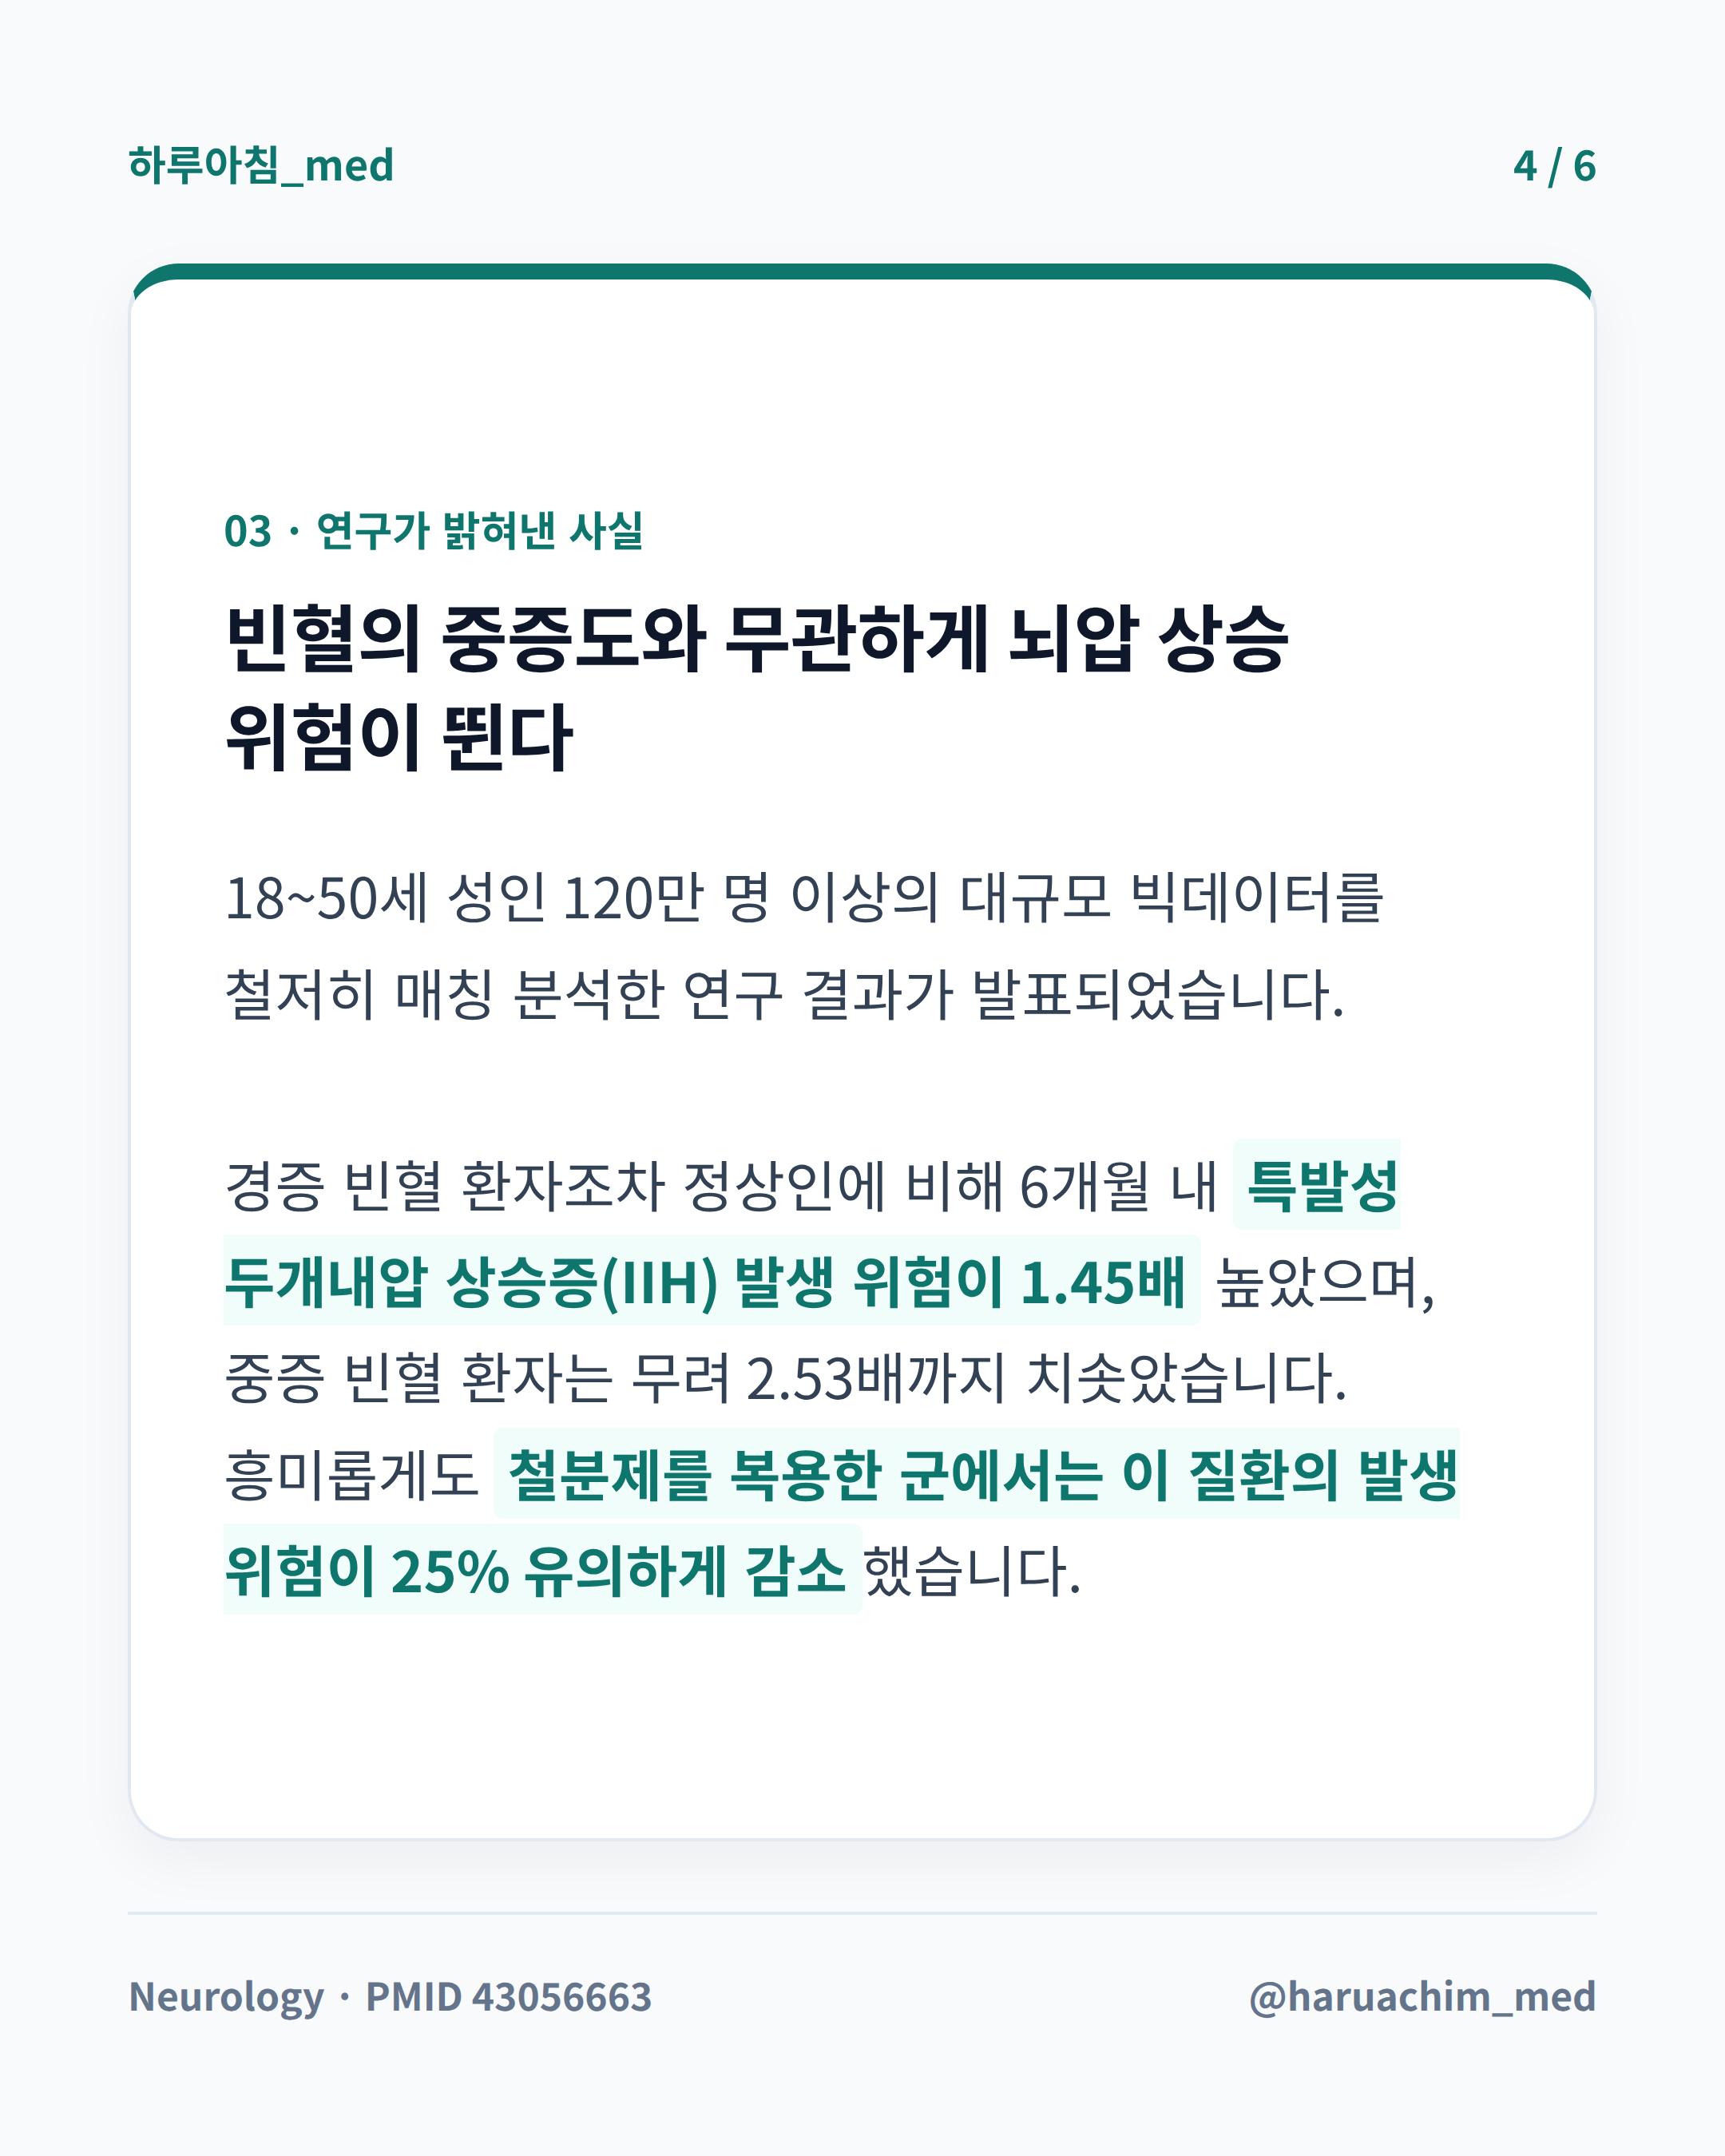 하루아침_med
4 / 6
03 · 연구가 밝혀낸 사실
빈혈의 중증도와 무관하게 뇌압 상승
위험이 뛴다
18~50세 성인 120만 명 이상의 대규모 빅데이터를
철저히 매칭 분석한 연구 결과가 발표되었습니다.
경증 빈혈 환자조차 정상인에 비해 6개월 내 특발성
두개내압 상승증(IIH) 발생 위험이 1.45배 높았으며,
중증 빈혈 환자는 무려 2.53배까지 치솟았습니다.
흥미롭게도 철분제를 복용한 군에서는 이 질환의 발생
위험이 25% 유의하게 감소했습니다.
Neurology · PMID 43056663
@haruachim_med